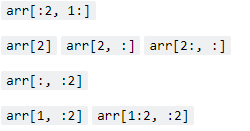 arr[:2, 1:]
arr[2] arr[2, :] arr[2:, :]
arr[:, :2]
arr[1, :2] arr[1:2, :2]